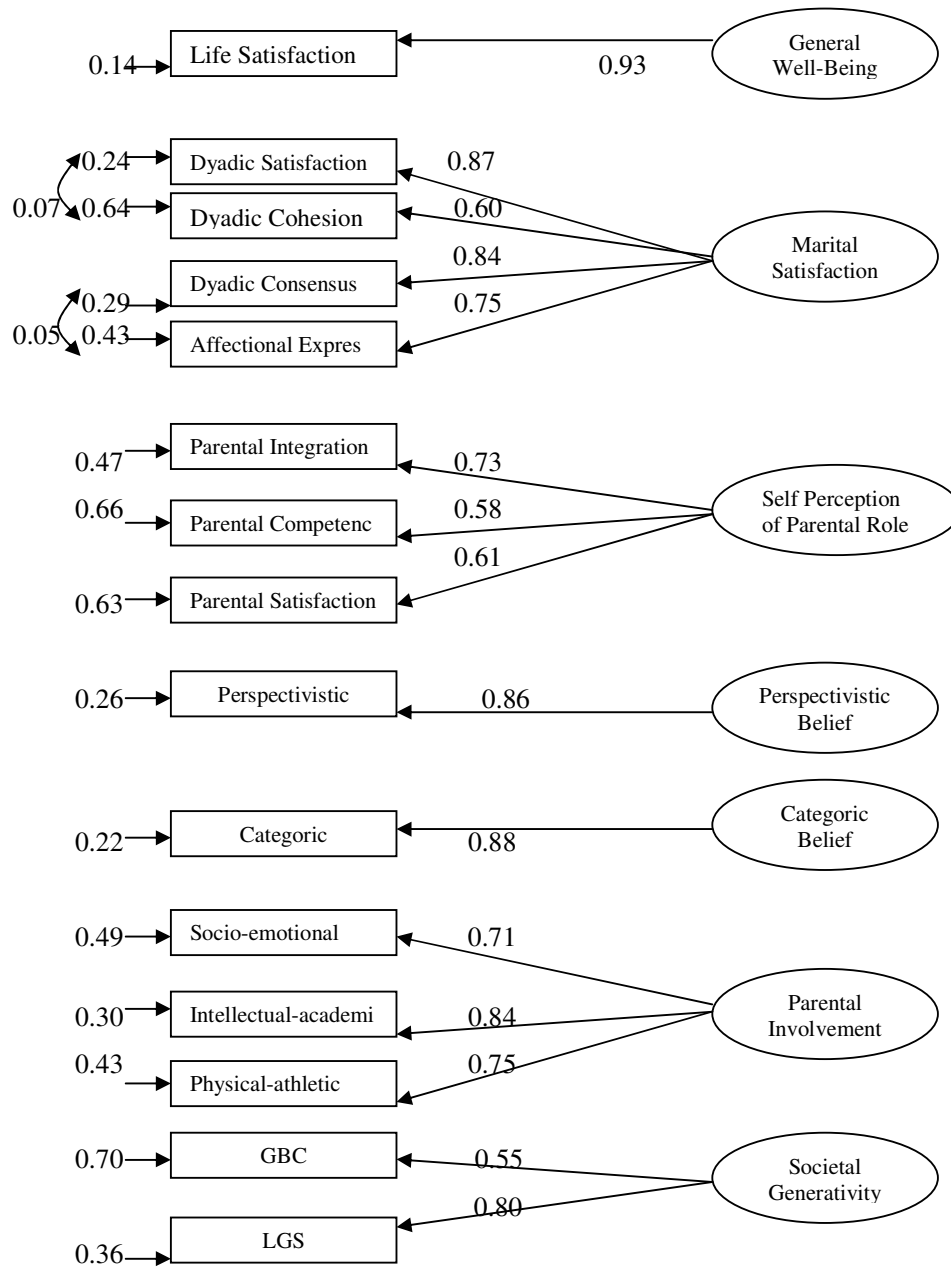 Life Satisfaction
General
Well-Being
0.14
0.93
Dyadic Satisfaction
0.24
0.87
0.07
0.64
Dyadic Cohesion
0.60
Marital
Satisfaction
Dyadic Consensus
0.84
0.29
0.75
0.05
0.43
Affectional Expres
Parental Integration
0.47
0.73
0.66
Parental Competenc
0.58
Self Perception
of Parental Role
0.61
0.63
Parental Satisfaction
0.26
Perspectivistic
0.86
Perspectivistic
Belief
0.22
Categoric
0.88
Categoric
Belief
0.49
Socio-emotional
0.71
0.30
Intellectual-academi
0.84
Parental
Involvement
0.43
Physical-athletic
0.75
0.70
GBC
0.55
Societal
Generativity
0.80
0.36
LGS